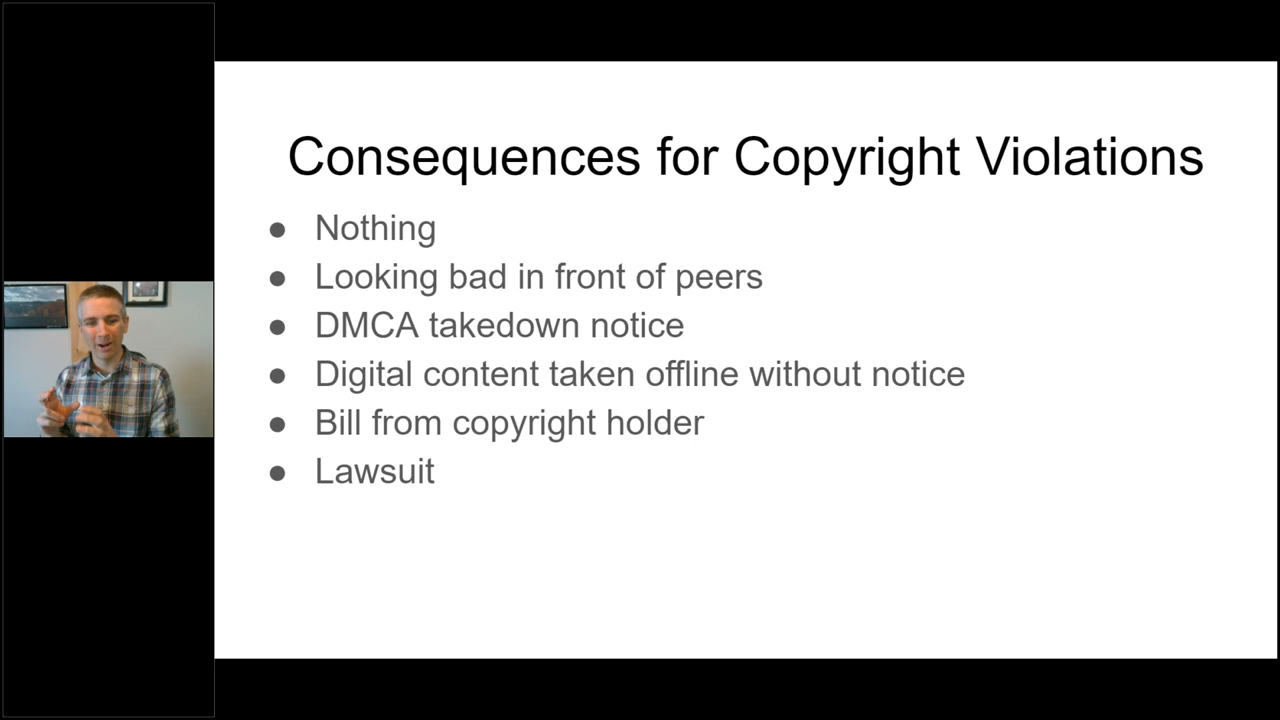 Consequences for Copyright Violations
● Nothing
● Looking bad in front of peers
● DMCA takedown notice
● Digital content taken offline without notice
● Bill from copyright holder
● Lawsuit